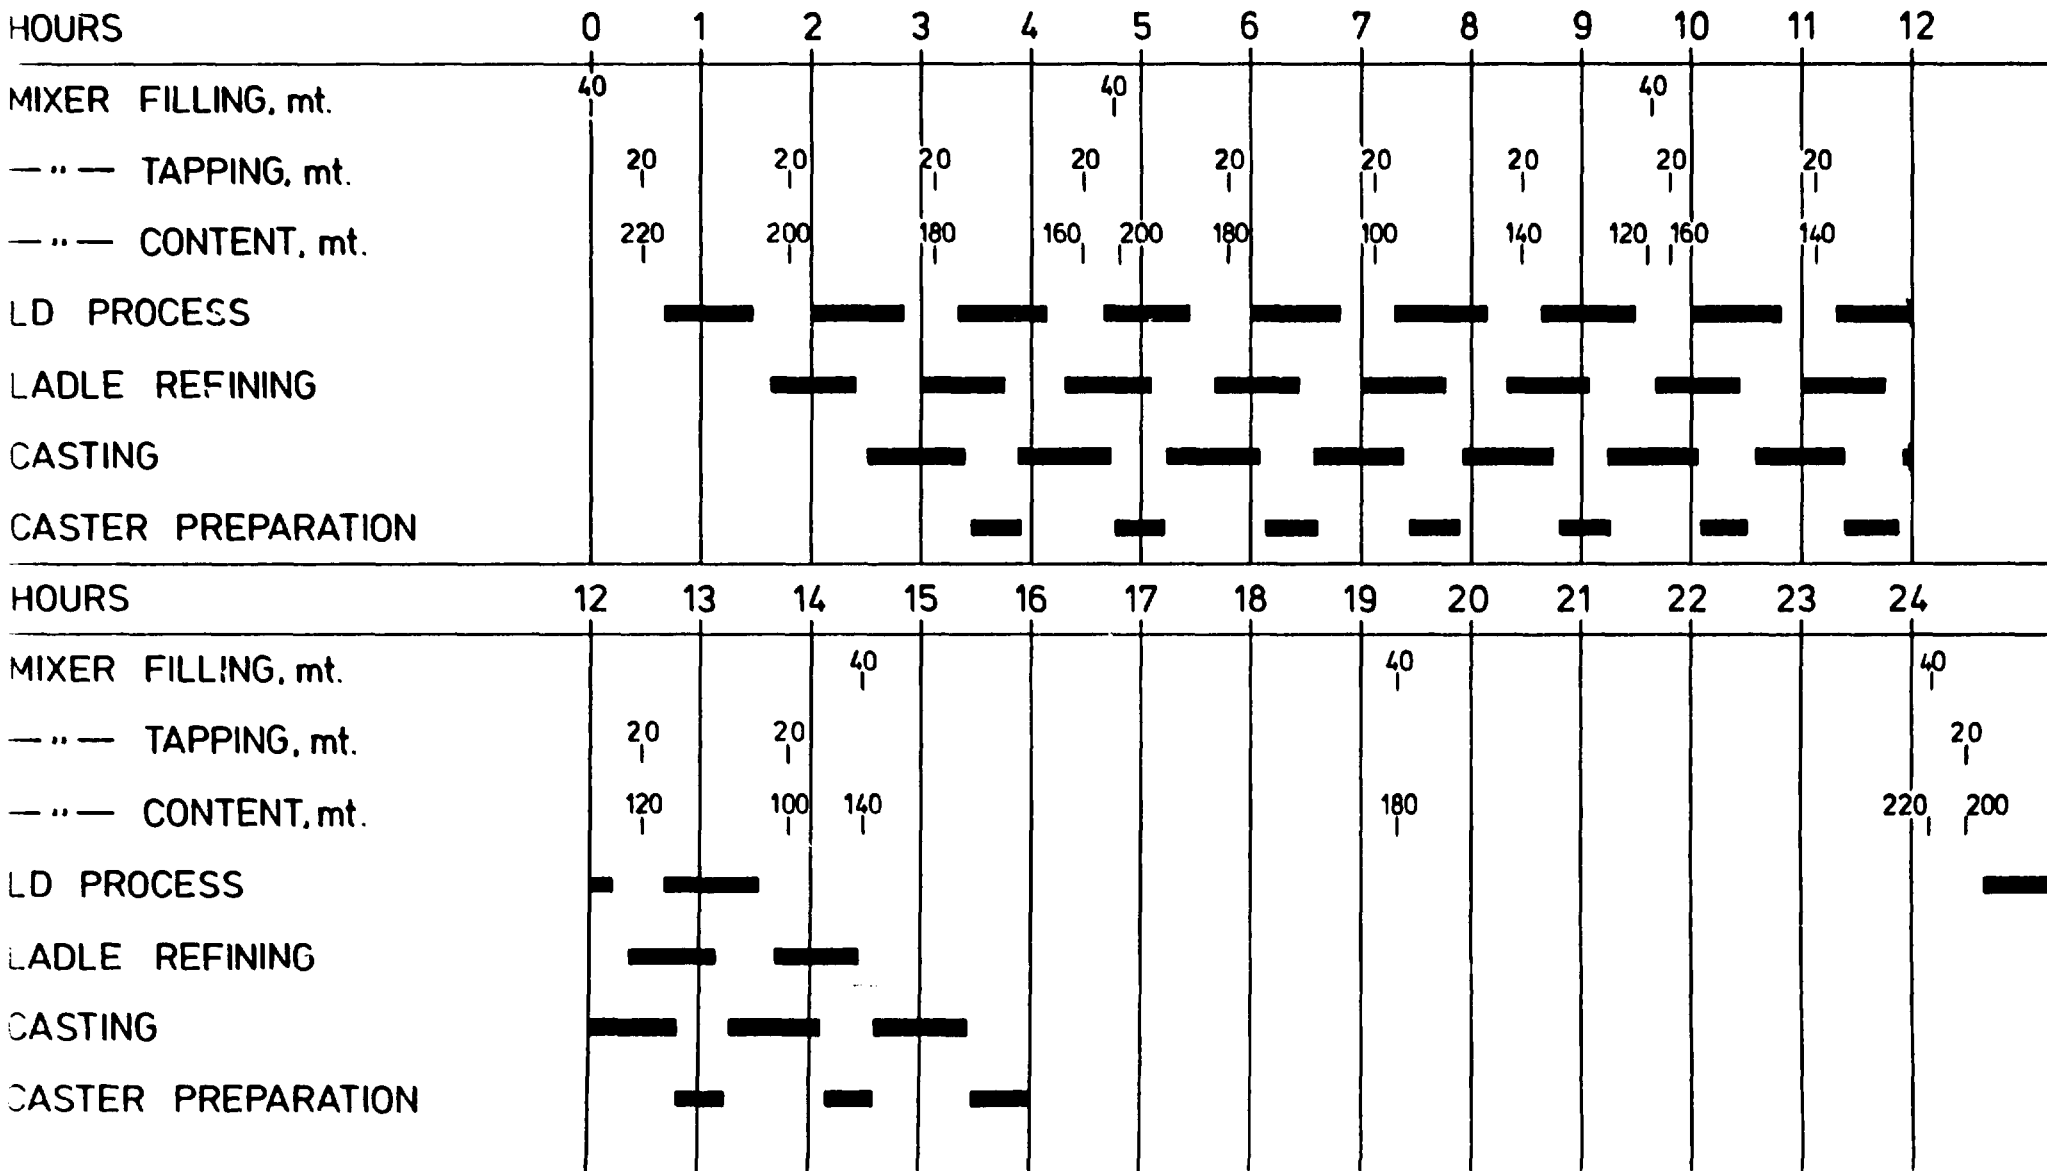 HOURS 0 1 2 3 4 5 6 7 8 9 10 11 12
MIXER FILLING, mt. 40 40 40
—"— TAPPING, mt. 20 20 20 20 20 20 20 20 20
—"— CONTENT, mt. 220 200 180 160 200 180 100 140 120 160 140
LD PROCESS
LADLE REFINING
CASTING
CASTER PREPARATION
HOURS 12 13 14 15 16 17 18 19 20 21 22 23 24
MIXER FILLING, mt. 40 40 40
—"— TAPPING, mt. 20 20 20
—"— CONTENT, mt. 120 100 140 180 220 200
LD PROCESS
LADLE REFINING
CASTING
CASTER PREPARATION